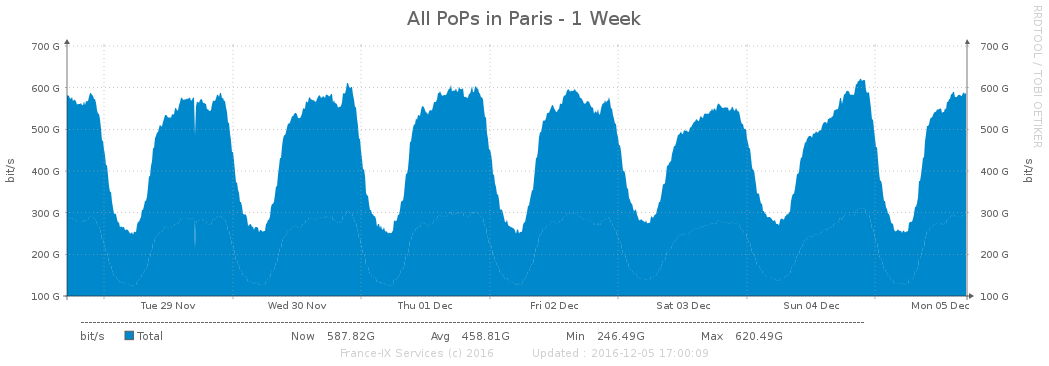 All PoPs in Paris - 1 Week
RRDTOOL / TOBI OETIKER
700 G 700 G
600 G 600 G
500 G 500 G
400 G 400 G
300 G 300 G
200 G 200 G
100 G 100 G
bit/s bit/s
Tue 29 Nov Wed 30 Nov Thu 01 Dec Fri 02 Dec Sat 03 Dec Sun 04 Dec Mon 05 Dec
bit/s Total Now 587.82G Avg 458.81G Min 246.49G Max 620.49G
France-IX Services (c) 2016 Updated : 2016-12-05 17:00:09